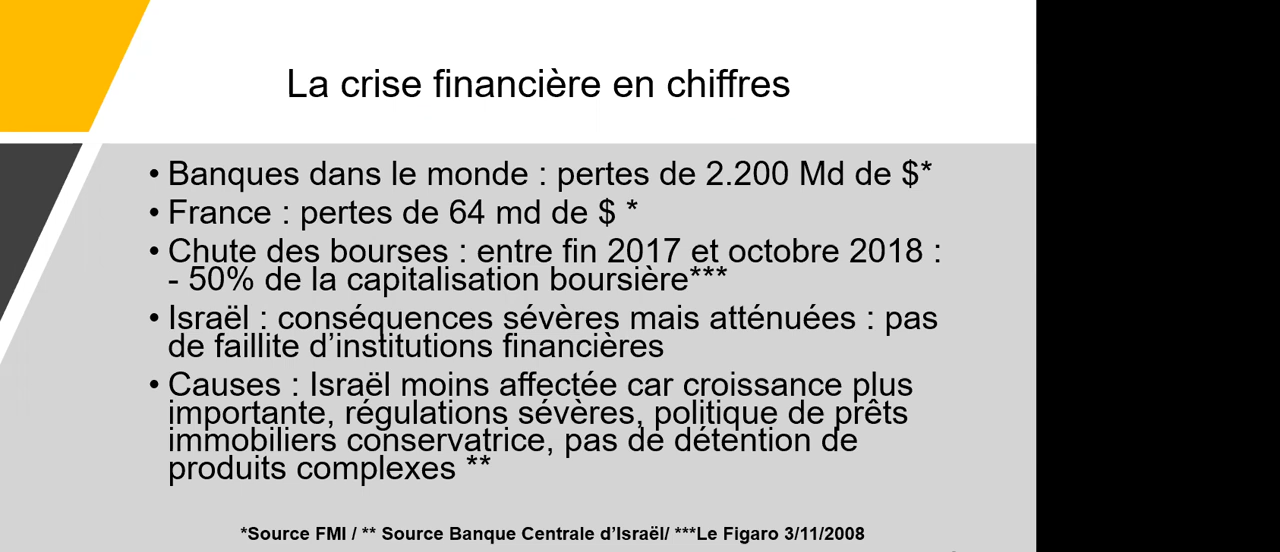 La crise financière en chiffres
• Banques dans le monde : pertes de 2.200 Md de $*
• France : pertes de 64 md de $ *
• Chute des bourses : entre fin 2017 et octobre 2018 :
- 50% de la capitalisation boursière***
• Israël : conséquences sévères mais atténuées : pas
de faillite d’institutions financières
• Causes : Israël moins affectée car croissance plus
importante, régulations sévères, politique de prêts
immobiliers conservatrice, pas de détention de
produits complexes **
*Source FMI / ** Source Banque Centrale d’Israël/ ***Le Figaro 3/11/2008